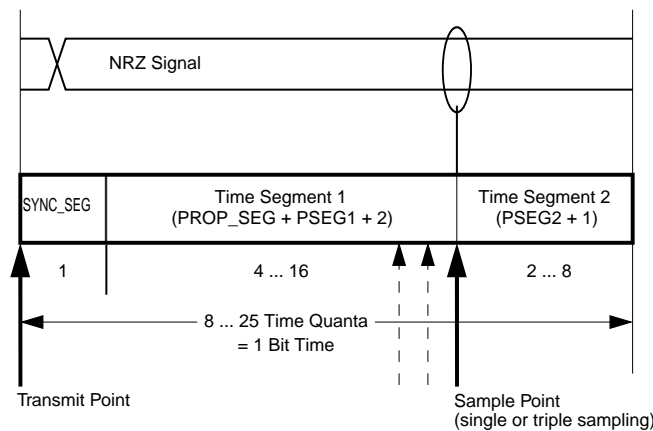 NRZ Signal
SYNC_SEG
Time Segment 1
(PROP_SEG + PSEG1 + 2)
Time Segment 2
(PSEG2 + 1)
1
4 ... 16
2 ... 8
8 ... 25 Time Quanta
= 1 Bit Time
Transmit Point
Sample Point
(single or triple sampling)